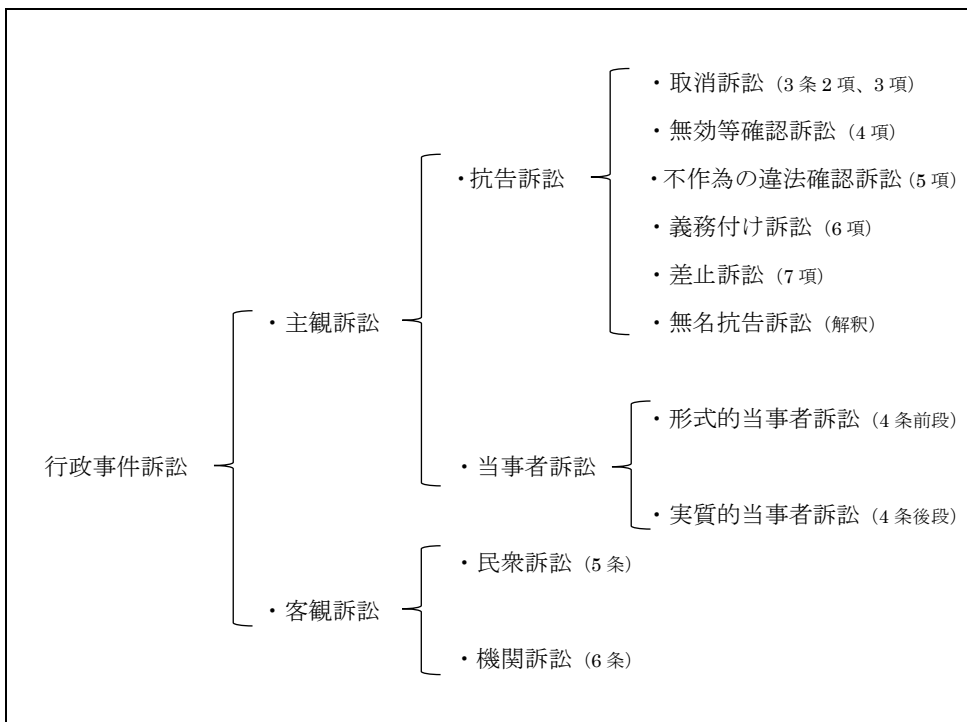 ・取消訴訟（3 条 2 項、3 項）
・無効等確認訴訟（4 項）
・抗告訴訟
・不作為の違法確認訴訟（5 項）
・義務付け訴訟（6 項）
・差止訴訟（7 項）
・主観訴訟
・無名抗告訴訟（解釈）
・形式的当事者訴訟（4 条前段）
行政事件訴訟
・当事者訴訟
・実質的当事者訴訟（4 条後段）
・民衆訴訟（5 条）
・客観訴訟
・機関訴訟（6 条）